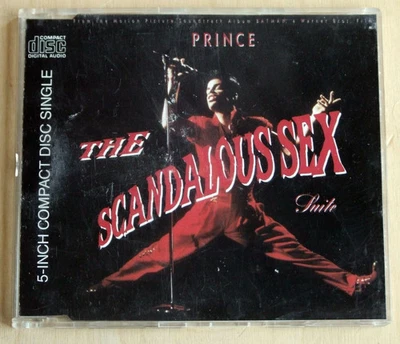 From the Motion Picture Soundtrack Album Batman a Warner Bros. Film
COMPACT
disc
DIGITAL AUDIO
PRINCE
THE
SCANDALOUS SEX
Suite
5-INCH COMPACT DISC SINGLE